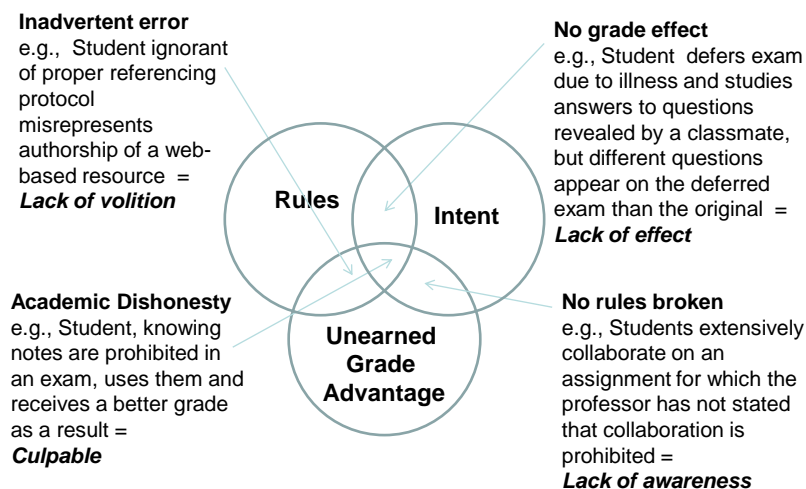 Inadvertent error
e.g.,  Student ignorant
of proper referencing
protocol
misrepresents
authorship of a web-
based resource  =
Lack of volition
No grade effect
e.g., Student  defers exam
due to illness and studies
answers to questions
revealed by a classmate,
but different questions
appear on the deferred
exam than the original  =
Lack of effect
Rules
Intent
Unearned
Grade
Advantage
Academic Dishonesty
e.g., Student, knowing
notes are prohibited in
an exam, uses them and
receives a better grade
as a result =
Culpable
No rules broken
e.g., Students extensively
collaborate on an
assignment for which the
professor has not stated
that collaboration is
prohibited =
Lack of awareness